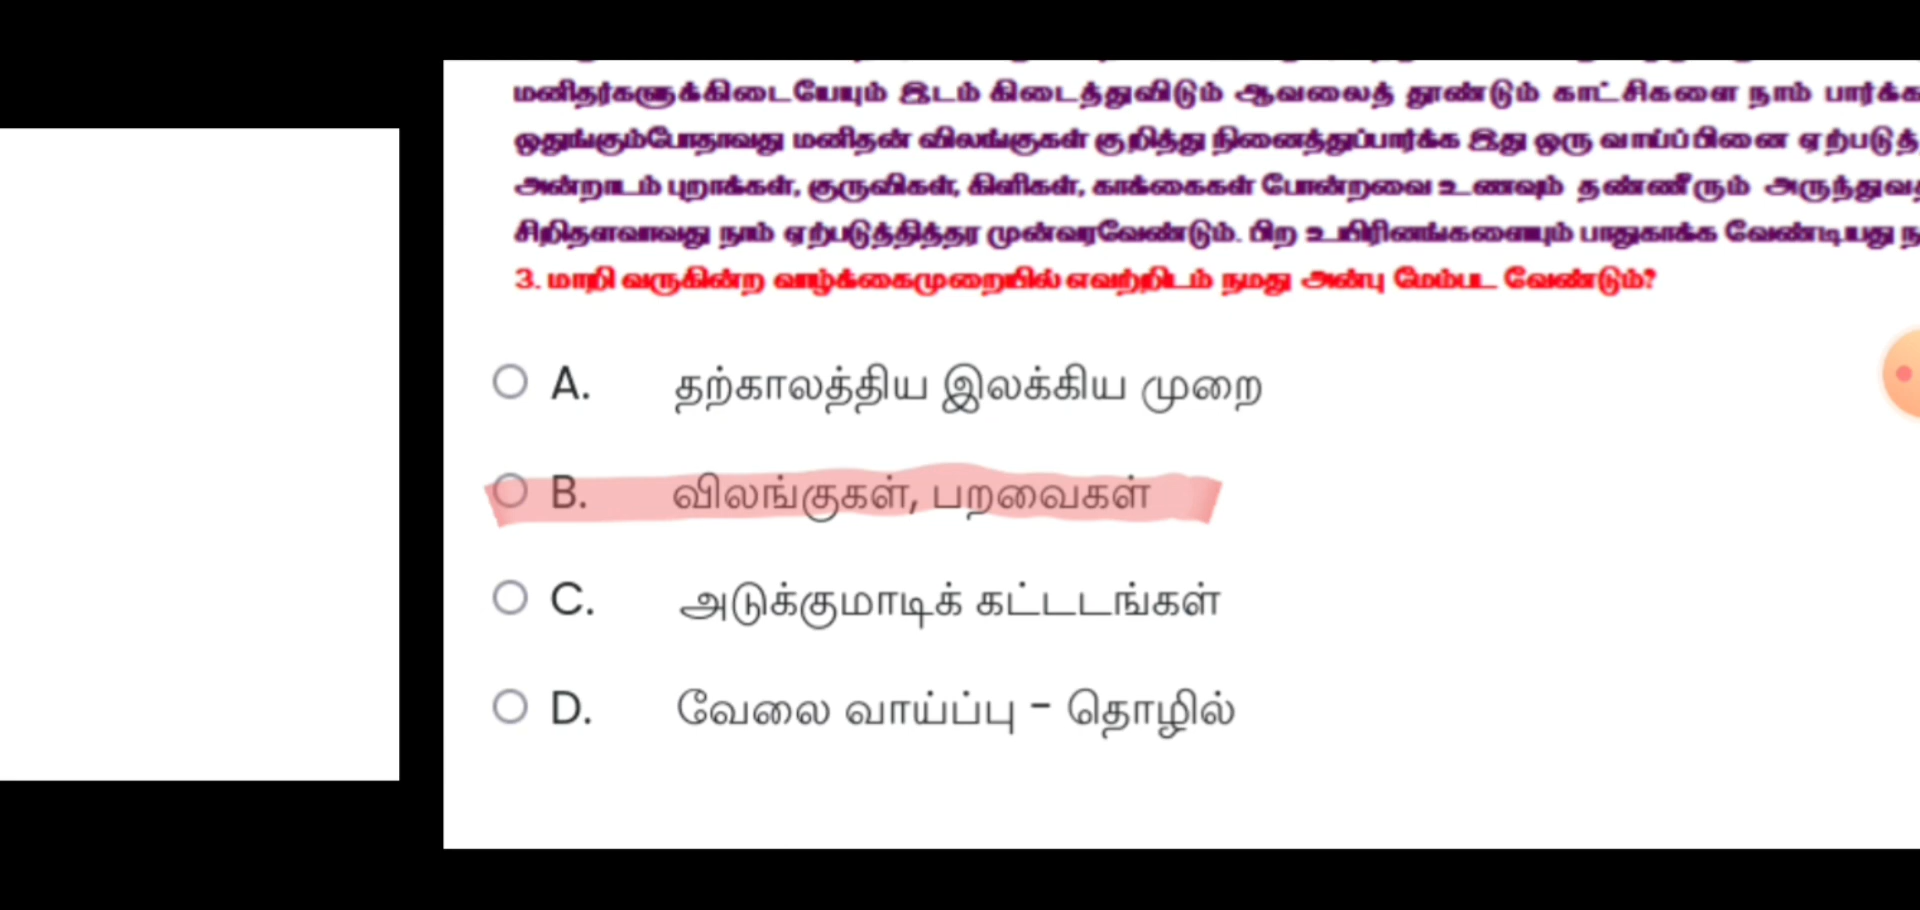 மனிதர்களுக்கிடையேயும் இடம் கிடைத்துவிடும் ஆவலைத் தூண்டும் காட்சிகளை நாம் பார்க்க
ஒதுங்கும்போதாவது மனிதன் விலங்குகள் குறித்து நினைத்துப்பார்க்க இது ஒரு வாய்ப்பினை ஏற்படுத்
அன்றாடம் புறாக்கள், குருவிகள், கிளிகள், காக்கைகள் போன்றவை உணவும் தண்ணீரும் அருந்துவத
சிறிதளவாவது நாம் ஏற்படுத்தித்தர முன்வரவேண்டும். பிற உயிரினங்களையும் பாதுகாக்க வேண்டியது ந
3. மாறி வருகின்ற வாழ்க்கைமுறையில் எவற்றிடம் நமது அன்பு மேம்பட வேண்டும்?
A. தற்காலத்திய இலக்கிய முறை
B. விலங்குகள், பறவைகள்
C. அடுக்குமாடிக் கட்டடங்கள்
D. வேலை வாய்ப்பு - தொழில்